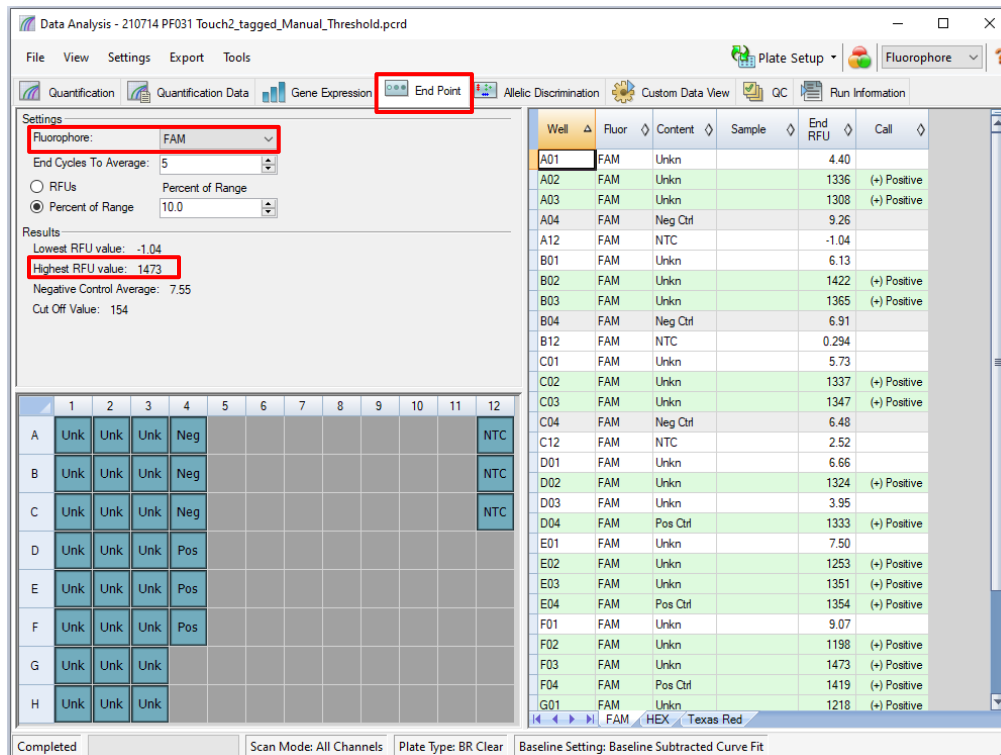 Data Analysis - 210714 PF031 Touch2_tagged_Manual_Threshold.pcrd
File View Settings Export Tools Plate Setup Fluorophore ?
Quantification Quantification Data Gene Expression End Point Allelic Discrimination Custom Data View QC Run Information
Settings
Fluorophore: FAM
End Cycles To Average: 5
RFUs Percent of Range
Percent of Range 10.0
Results
Lowest RFU value: -1.04
Highest RFU value: 1473
Negative Control Average: 7.55
Cut Off Value: 154
1 2 3 4 5 6 7 8 9 10 11 12
A Unk Unk Unk Neg NTC
B Unk Unk Unk Neg NTC
C Unk Unk Unk Neg NTC
D Unk Unk Unk Pos
E Unk Unk Unk Pos
F Unk Unk Unk Pos
G Unk Unk Unk
H Unk Unk Unk
Well Fluor Content Sample End RFU Call
A01 FAM Unkn 4.40
A02 FAM Unkn 1336 (+) Positive
A03 FAM Unkn 1308 (+) Positive
A04 FAM Neg Ctrl 9.26
A12 FAM NTC -1.04
B01 FAM Unkn 6.13
B02 FAM Unkn 1422 (+) Positive
B03 FAM Unkn 1365 (+) Positive
B04 FAM Neg Ctrl 6.91
B12 FAM NTC 0.294
C01 FAM Unkn 5.73
C02 FAM Unkn 1337 (+) Positive
C03 FAM Unkn 1347 (+) Positive
C04 FAM Neg Ctrl 6.48
C12 FAM NTC 2.52
D01 FAM Unkn 6.66
D02 FAM Unkn 1324 (+) Positive
D03 FAM Unkn 3.95
D04 FAM Pos Ctrl 1333 (+) Positive
E01 FAM Unkn 7.50
E02 FAM Unkn 1253 (+) Positive
E03 FAM Unkn 1351 (+) Positive
E04 FAM Pos Ctrl 1354 (+) Positive
F01 FAM Unkn 9.07
F02 FAM Unkn 1198 (+) Positive
F03 FAM Unkn 1473 (+) Positive
F04 FAM Pos Ctrl 1419 (+) Positive
G01 FAM Unkn 1218 (+) Positive
FAM HEX Texas Red
Completed Scan Mode: All Channels Plate Type: BR Clear Baseline Setting: Baseline Subtracted Curve Fit